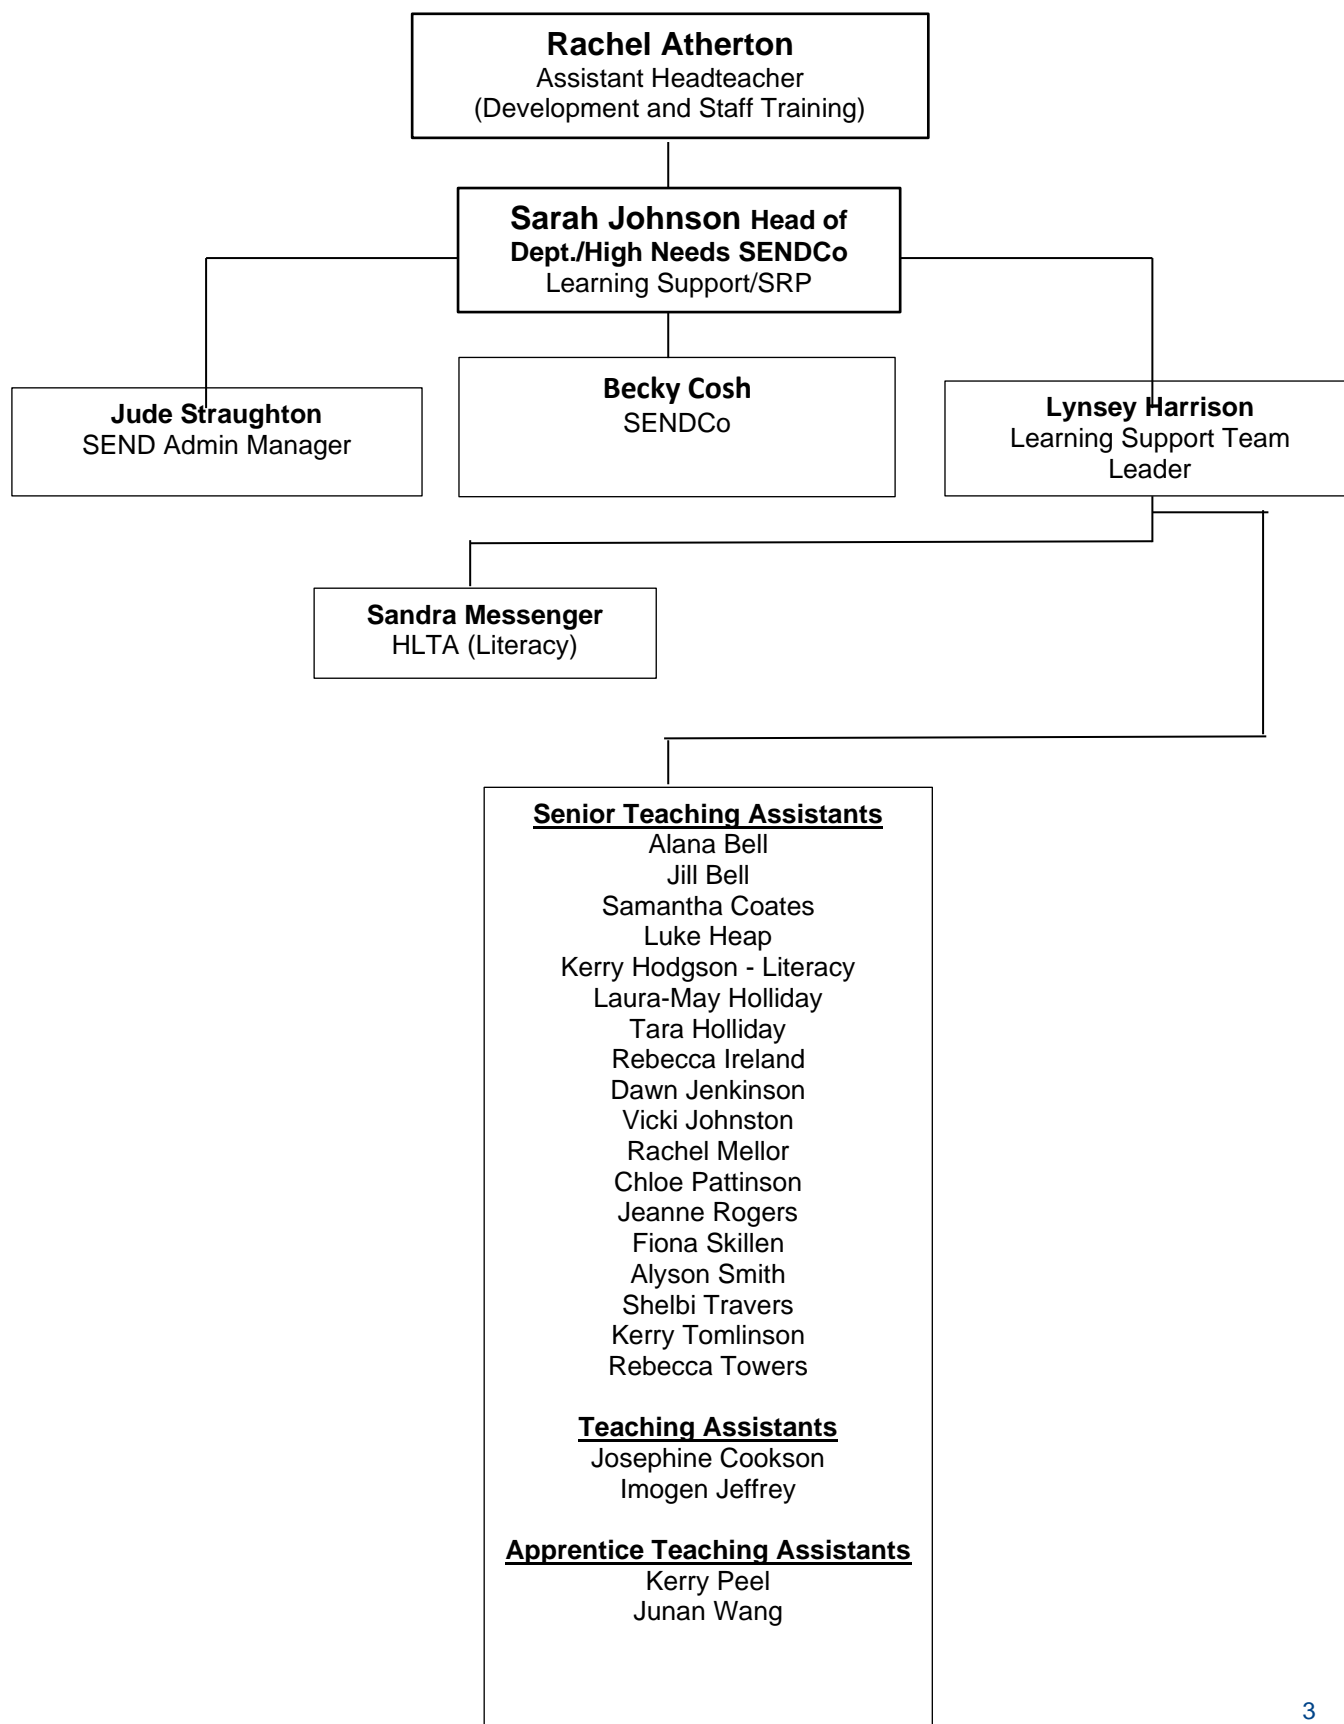 Rachel Atherton
Assistant Headteacher
(Development and Staff Training)
Sarah Johnson Head of
Dept./High Needs SENDCo
Learning Support/SRP
Jude Straughton
SEND Admin Manager
Becky Cosh
SENDCo
Lynsey Harrison
Learning Support Team
Leader
Sandra Messenger
HLTA (Literacy)
Senior Teaching Assistants
Alana Bell
Jill Bell
Samantha Coates
Luke Heap
Kerry Hodgson - Literacy
Laura-May Holliday
Tara Holliday
Rebecca Ireland
Dawn Jenkinson
Vicki Johnston
Rachel Mellor
Chloe Pattinson
Jeanne Rogers
Fiona Skillen
Alyson Smith
Shelbi Travers
Kerry Tomlinson
Rebecca Towers
Teaching Assistants
Josephine Cookson
Imogen Jeffrey
Apprentice Teaching Assistants
Kerry Peel
Junan Wang
3